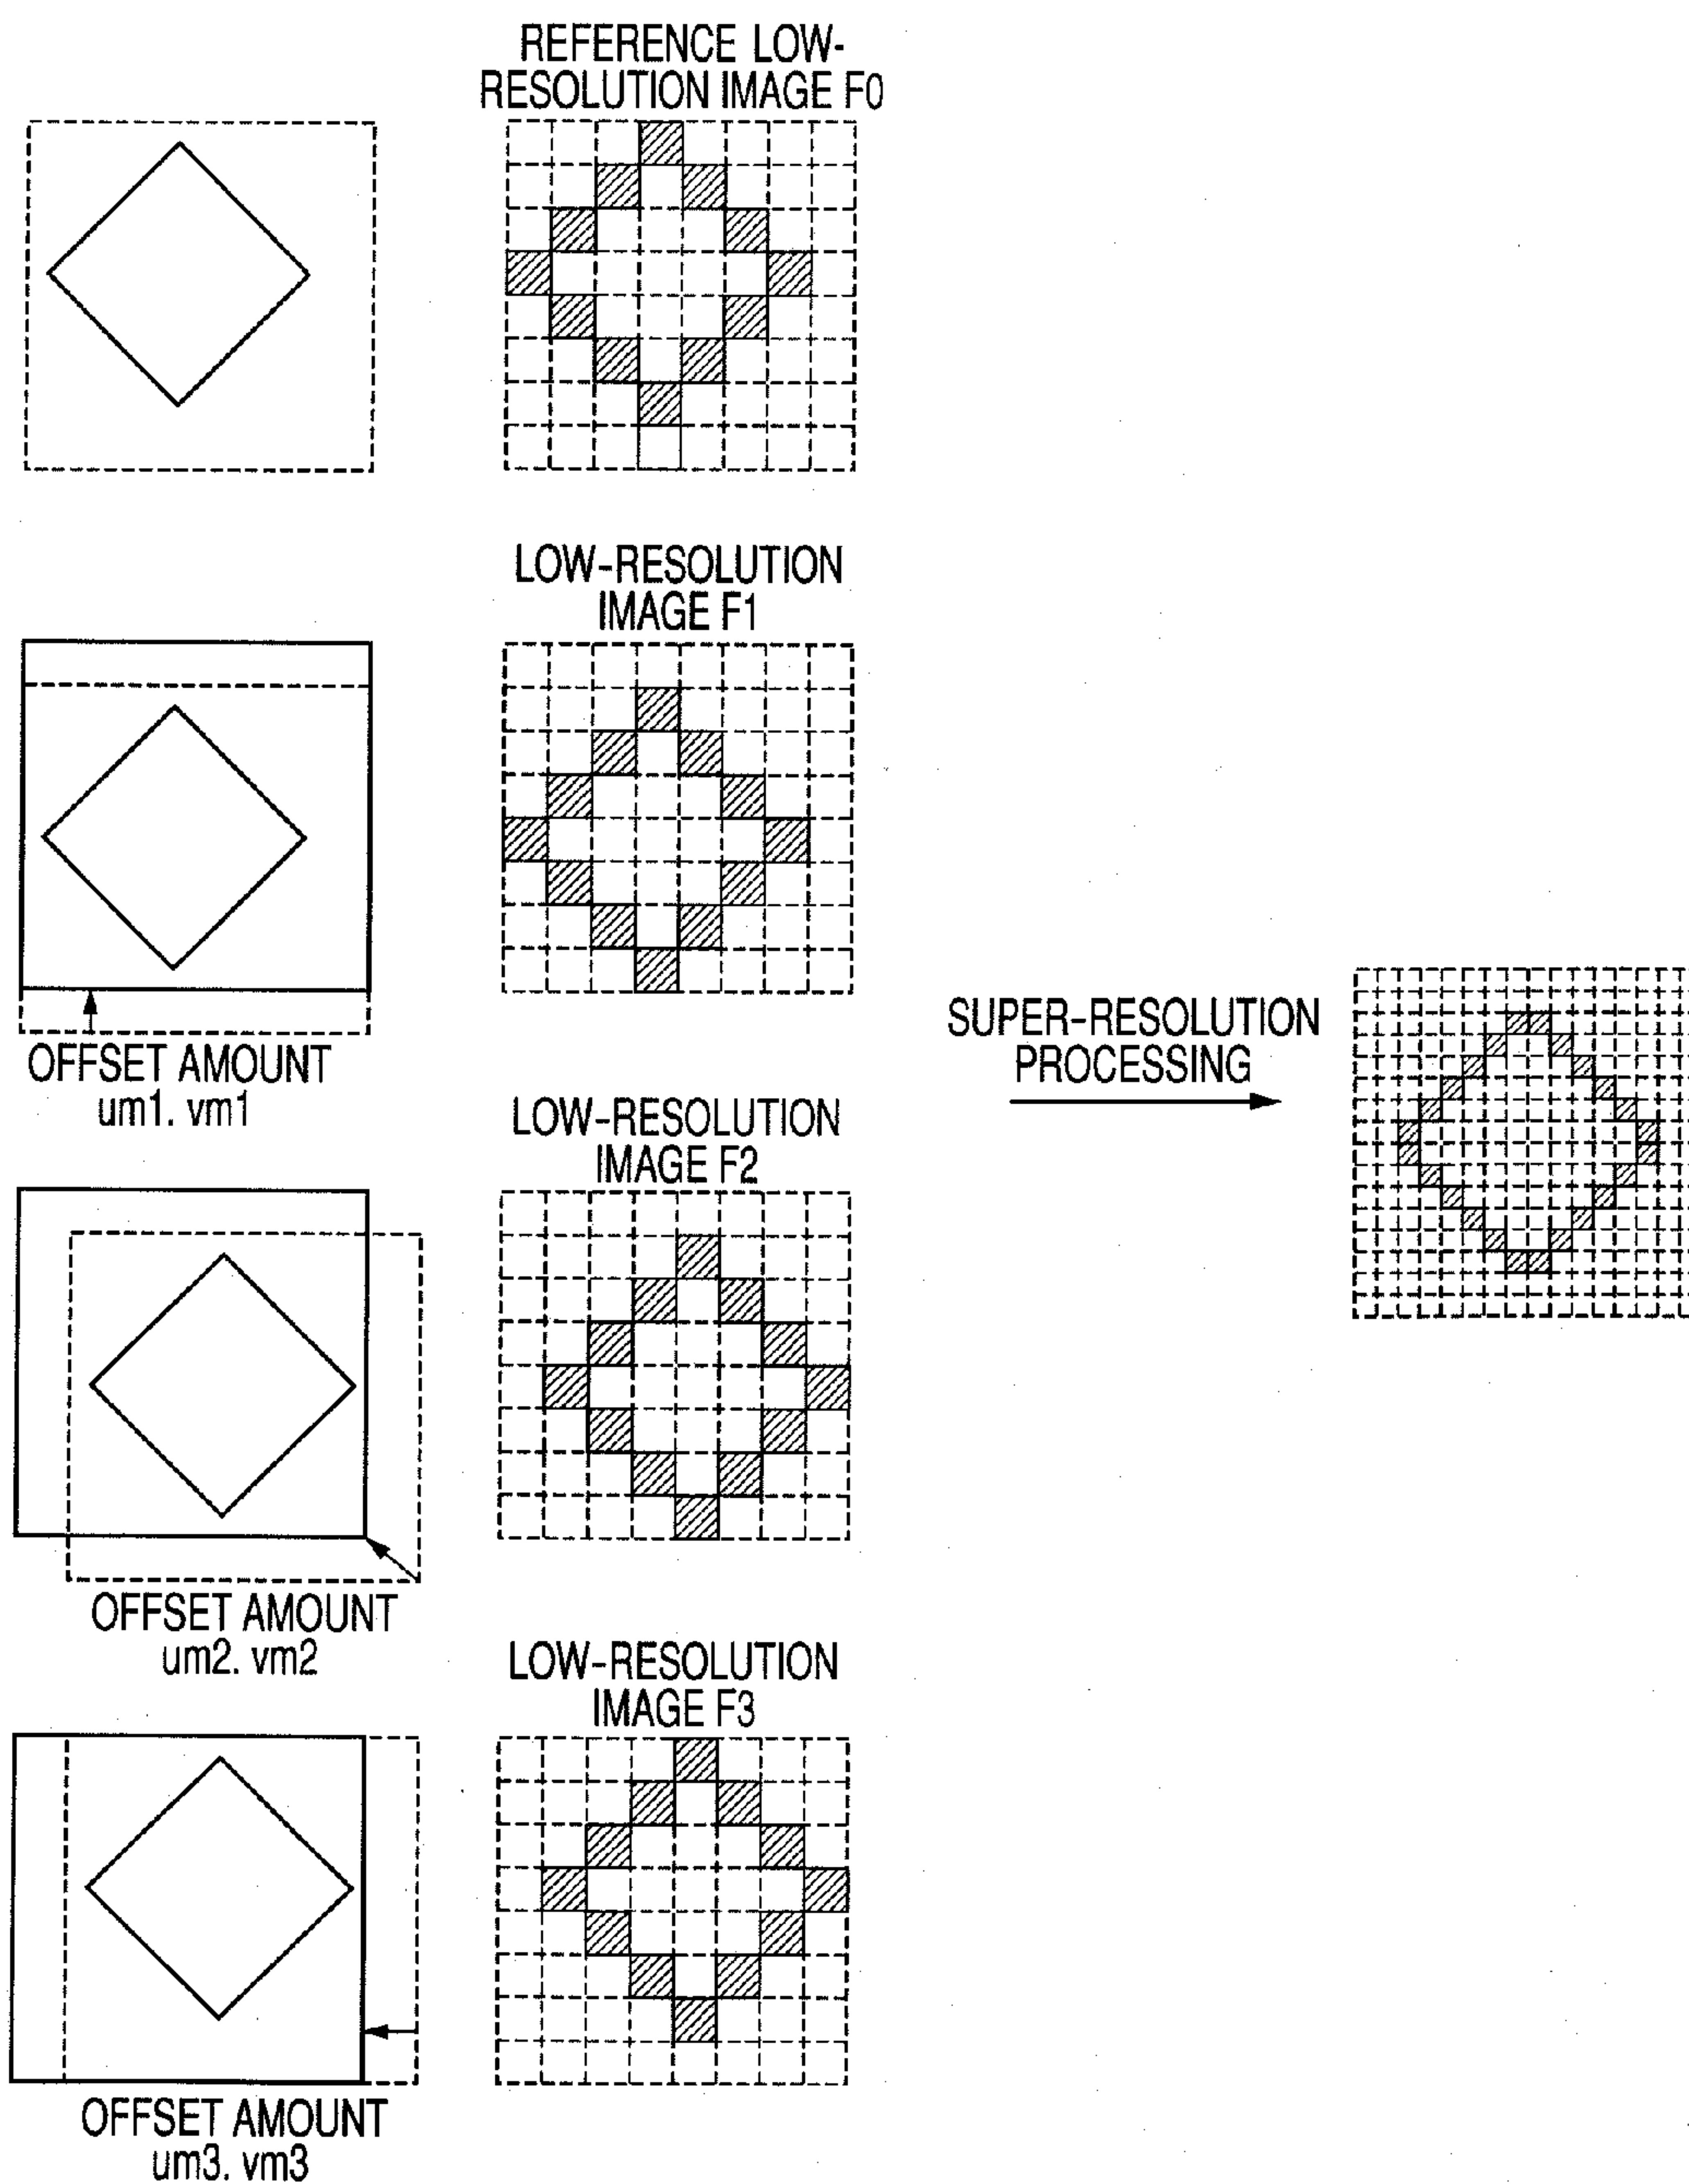 REFERENCE LOW-
RESOLUTION IMAGE F0
LOW-RESOLUTION
IMAGE F1
OFFSET AMOUNT
um1. vm1
SUPER-RESOLUTION
PROCESSING
LOW-RESOLUTION
IMAGE F2
OFFSET AMOUNT
um2. vm2
LOW-RESOLUTION
IMAGE F3
OFFSET AMOUNT
um3. vm3